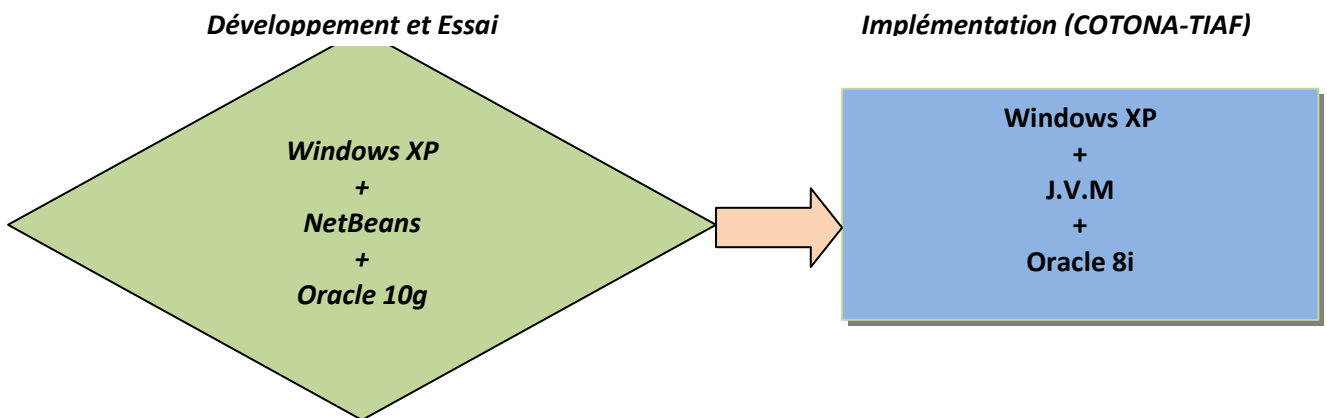 Développement et Essai
Implémentation (COTONA-TIAF)
Windows XP
+
NetBeans
+
Oracle 10g
Windows XP
+
J.V.M
+
Oracle 8i